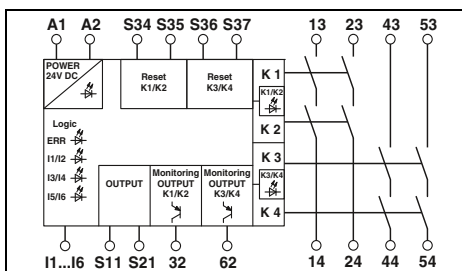 A1 A2 S34 S35 S36 S37 13 23 43 53
POWER
24V DC
Reset
K1/K2
Reset
K3/K4
K 1
K1/K2
K 2
Logic
ERR
I1/I2
I3/I4
I5/I6
K 3
K3/K4
K 4
OUTPUT
Monitoring
OUTPUT
K1/K2
Monitoring
OUTPUT
K3/K4
I1...I6 S11 S21 32 62 14 24 44 54